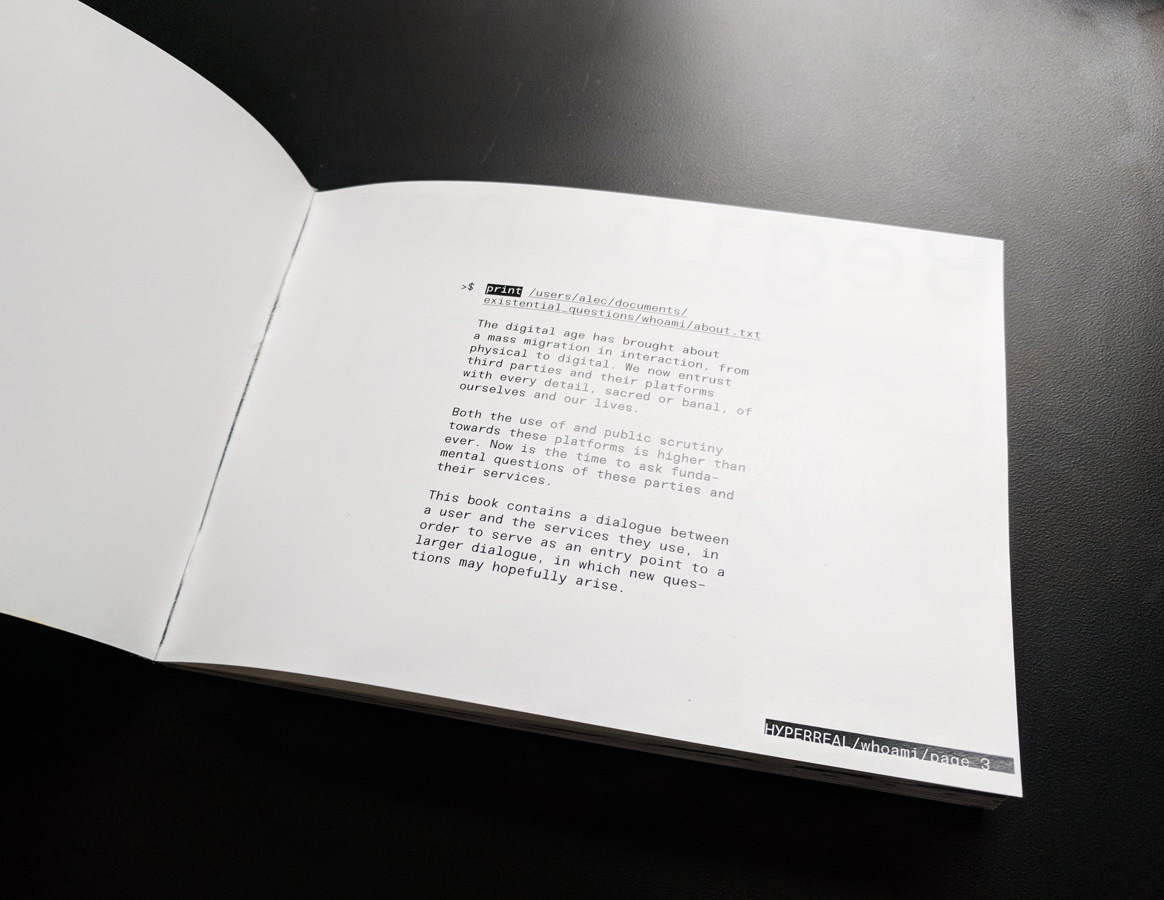 >$ print /users/alec/documents/
existential_questions/whoami/about.txt
The digital age has brought about
a mass migration in interaction, from
physical to digital. We now entrust
third parties and their platforms
with every detail, sacred or banal, of
ourselves and our lives.
Both the use of and public scrutiny
towards these platforms is higher than
ever. Now is the time to ask funda-
mental questions of these parties and
their services.
This book contains a dialogue between
a user and the services they use, in
order to serve as an entry point to a
larger dialogue, in which new ques-
tions may hopefully arise.
HYPERREAL/whoami/page_3